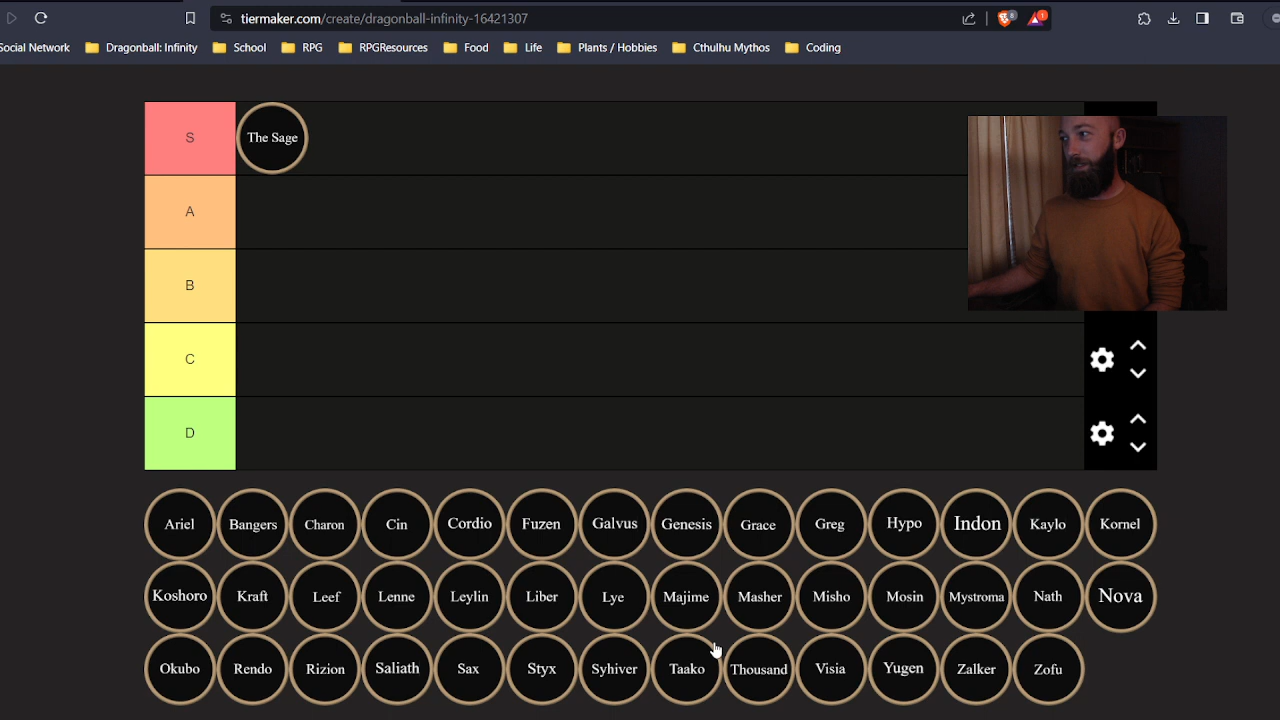 tiermaker.com/create/dragonball-infinity-16421307
8
1
Social Network Dragonball: Infinity School RPG RPGResources Food Life Plants / Hobbies Cthulhu Mythos Coding
S The Sage
A
B
C
D
Ariel Bangers Charon Cin Cordio Fuzen Galvus Genesis Grace Greg Hypo Indon Kaylo Kornel
Koshoro Kraft Leef Lenne Leylin Liber Lye Majime Masher Misho Mosin Mystroma Nath Nova
Okubo Rendo Rizion Saliath Sax Styx Syhiver Taako Thousand Visia Yugen Zalker Zofu